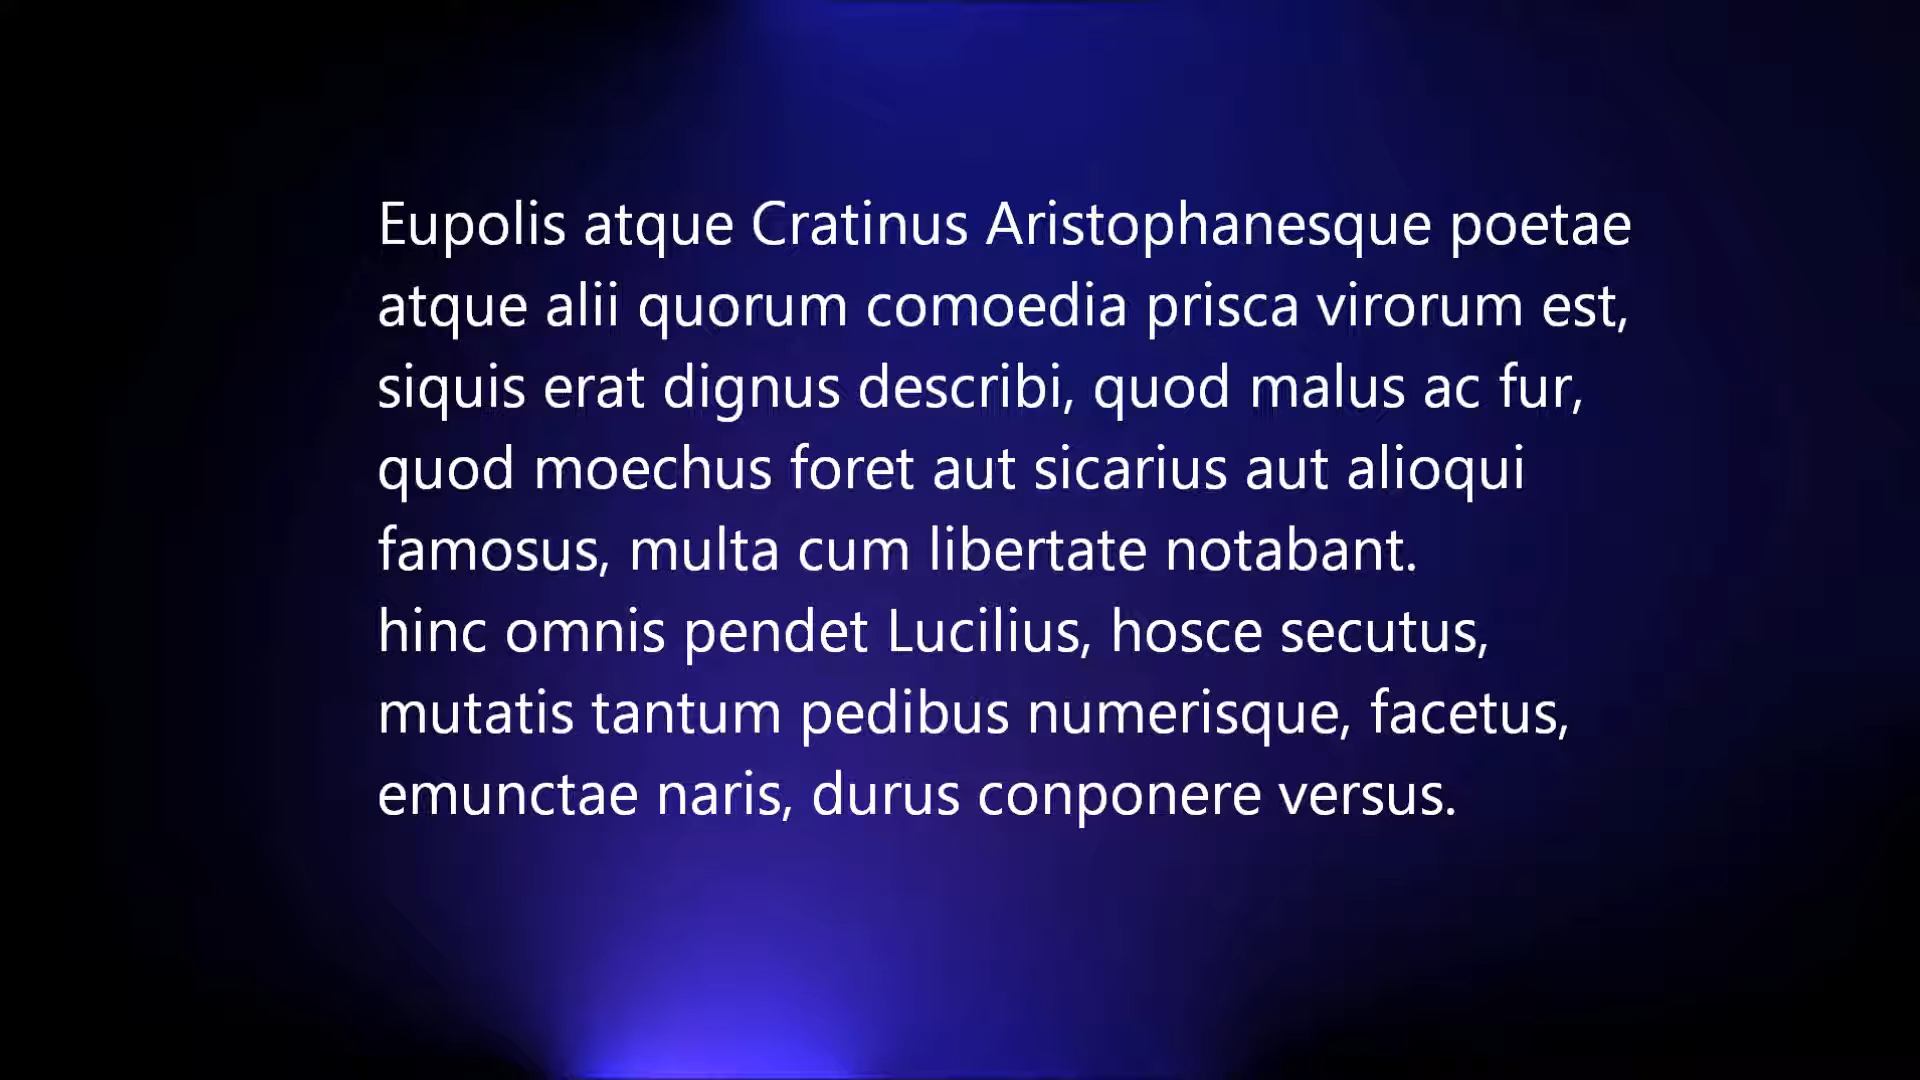 Eupolis atque Cratinus Aristophanesque poetae
atque alii quorum comoedia prisca virorum est,
siquis erat dignus describi, quod malus ac fur,
quod moechus foret aut sicarius aut alioqui
famosus, multa cum libertate notabant.
hinc omnis pendet Lucilius, hosce secutus,
mutatis tantum pedibus numerisque, facetus,
emunctae naris, durus conponere versus.